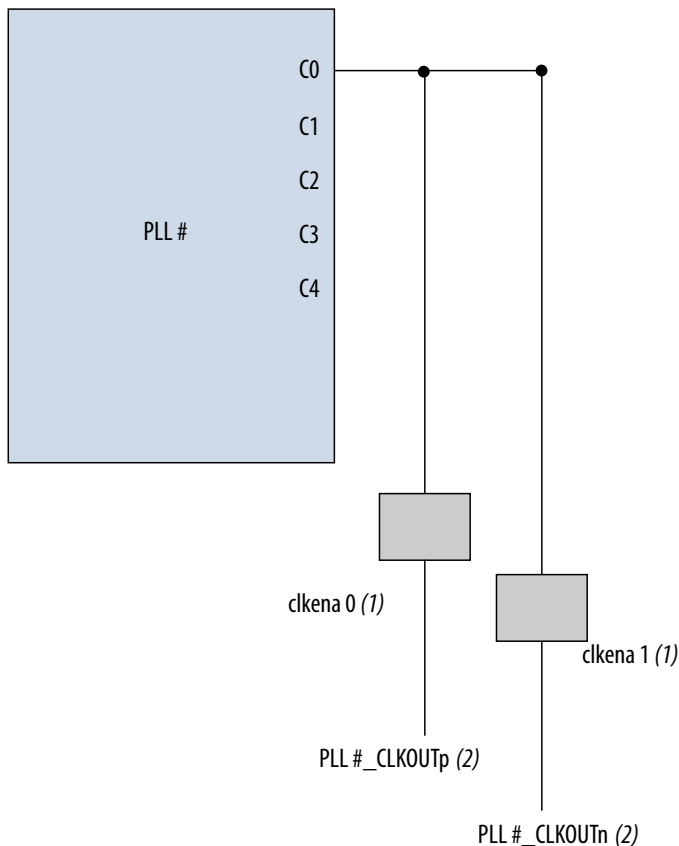 C0
C1
C2
PLL #
C3
C4
clkena 0 (1)
clkena 1 (1)
PLL #_CLKOUTp (2)
PLL #_CLKOUTn (2)